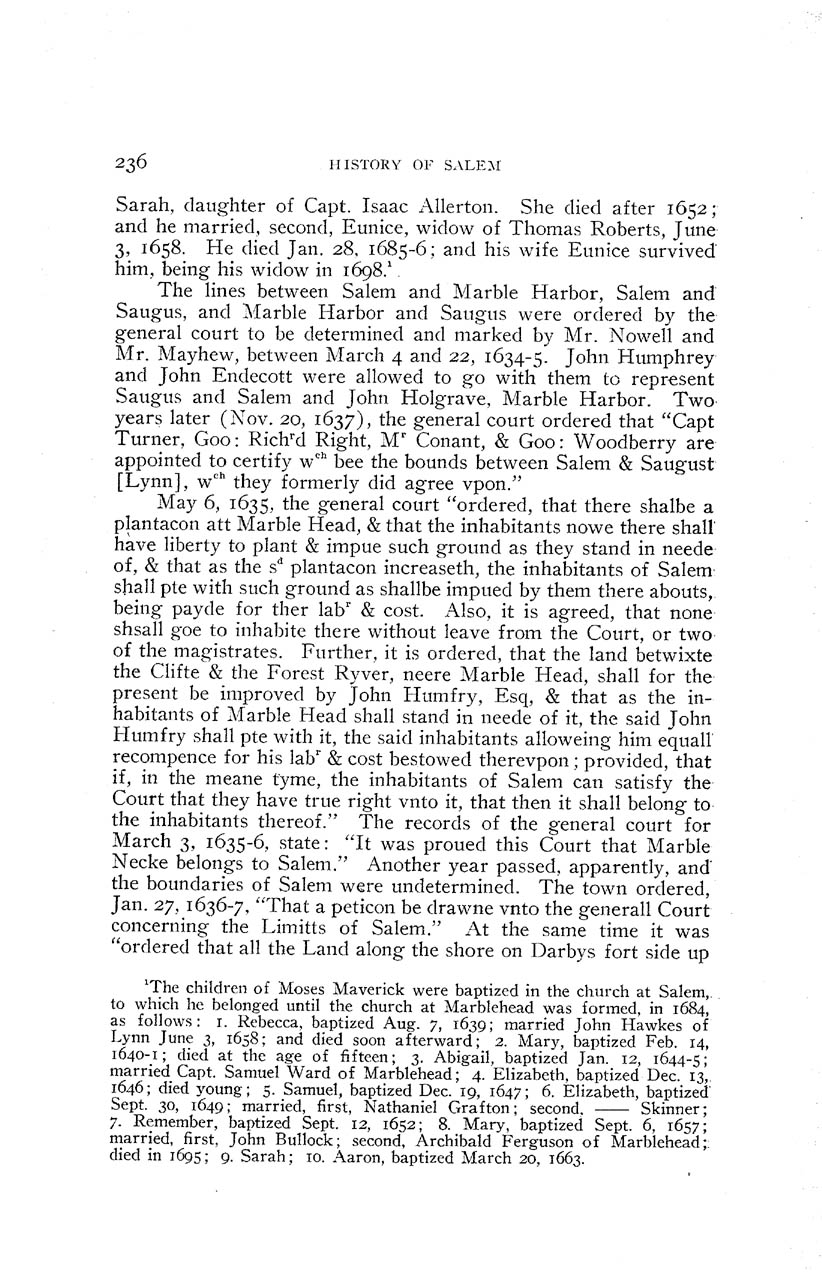 236 HISTORY OF SALEM
Sarah, daughter of Capt. Isaac Allerton. She died after 1652;
and he married, second, Eunice, widow of Thomas Roberts, June
3, 1658. He died Jan. 28, 1685-6; and his wife Eunice survived
him, being his widow in 1698.¹
The lines between Salem and Marble Harbor, Salem and
Saugus, and Marble Harbor and Saugus were ordered by the
general court to be determined and marked by Mr. Nowell and
Mr. Mayhew, between March 4 and 22, 1634-5. John Humphrey
and John Endecott were allowed to go with them to represent
Saugus and Salem and John Holgrave, Marble Harbor. Two
years later (Nov. 20, 1637), the general court ordered that "Capt
Turner, Goo: Richʳd Right, Mʳ Conant, & Goo: Woodberry are
appointed to certify wᶜʰ bee the bounds between Salem & Saugust
[Lynn], wᶜʰ they formerly did agree vpon."
May 6, 1635, the general court "ordered, that there shalbe a
plantacon att Marble Head, & that the inhabitants nowe there shall
have liberty to plant & impue such ground as they stand in neede
of, & that as the sᵈ plantacon increaseth, the inhabitants of Salem
shall pte with such ground as shallbe impued by them there abouts,
being payde for ther labʳ & cost. Also, it is agreed, that none
shsall goe to inhabite there without leave from the Court, or two
of the magistrates. Further, it is ordered, that the land betwixte
the Clifte & the Forest Ryver, neere Marble Head, shall for the
present be improved by John Humfry, Esq, & that as the in-
habitants of Marble Head shall stand in neede of it, the said John
Humfry shall pte with it, the said inhabitants alloweing him equall
recompence for his labʳ & cost bestowed therevpon; provided, that
if, in the meane tyme, the inhabitants of Salem can satisfy the
Court that they have true right vnto it, that then it shall belong to
the inhabitants thereof." The records of the general court for
March 3, 1635-6, state: "It was proued this Court that Marble
Necke belongs to Salem." Another year passed, apparently, and
the boundaries of Salem were undetermined. The town ordered,
Jan. 27, 1636-7, "That a peticon be drawne vnto the generall Court
concerning the Limitts of Salem." At the same time it was
"ordered that all the Land along the shore on Darbys fort side up
¹The children of Moses Maverick were baptized in the church at Salem,
to which he belonged until the church at Marblehead was formed, in 1684,
as follows: 1. Rebecca, baptized Aug. 7, 1639; married John Hawkes of
Lynn June 3, 1658; and died soon afterward; 2. Mary, baptized Feb. 14,
1640-1; died at the age of fifteen; 3. Abigail, baptized Jan. 12, 1644-5;
married Capt. Samuel Ward of Marblehead; 4. Elizabeth, baptized Dec. 13,
1646; died young; 5. Samuel, baptized Dec. 19, 1647; 6. Elizabeth, baptized
Sept. 30, 1649; married, first, Nathaniel Grafton; second, —— Skinner;
7. Remember, baptized Sept. 12, 1652; 8. Mary, baptized Sept. 6, 1657;
married, first, John Bullock; second, Archibald Ferguson of Marblehead;
died in 1695; 9. Sarah; 10. Aaron, baptized March 20, 1663.